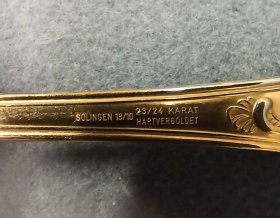 SOLINGEN 18/10
23/24 KARAT
HARTVERGOLDET